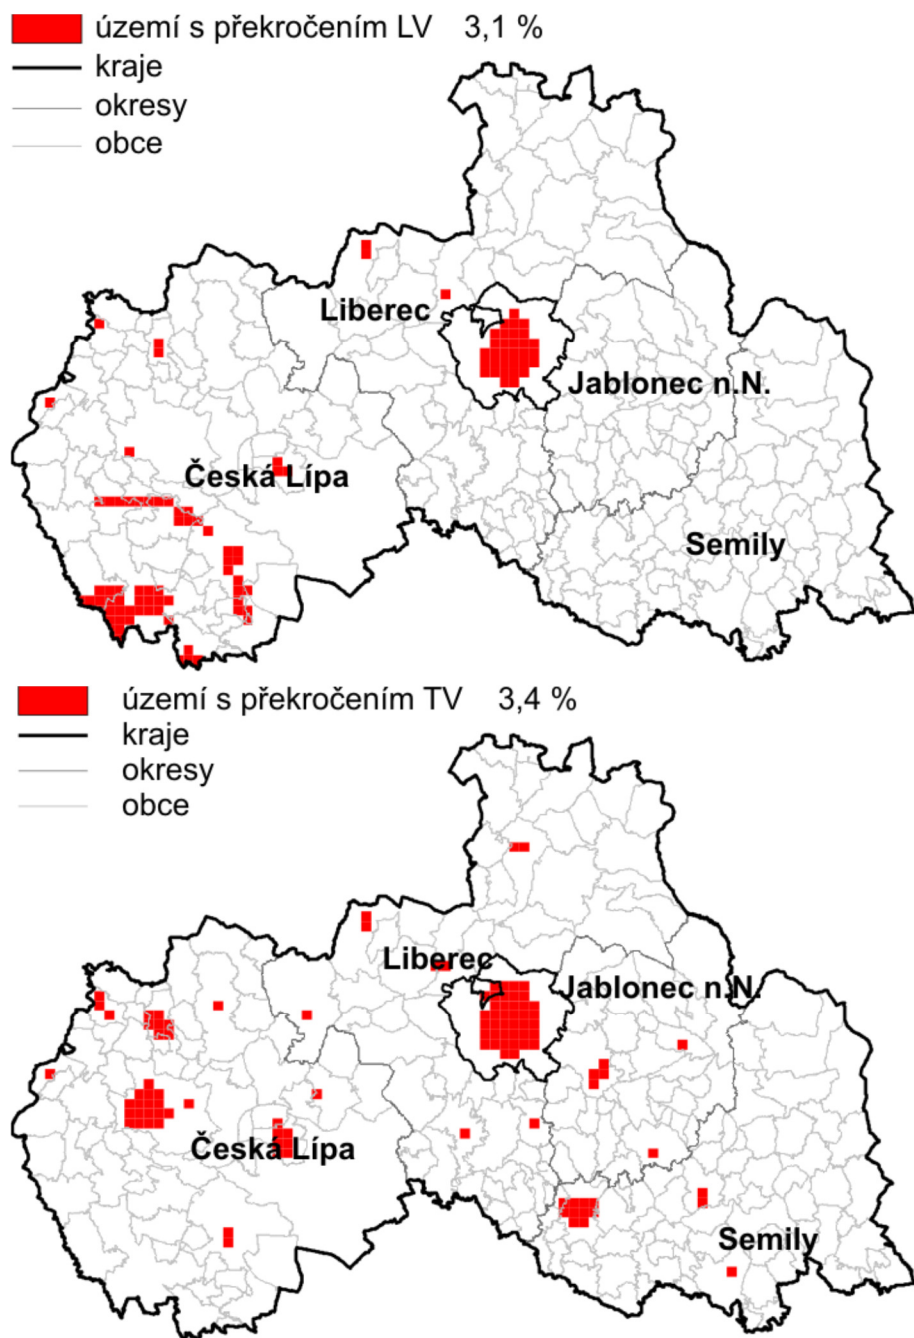 území s překročením LV 3,1 %
kraje
okresy
obce
Liberec
Jablonec n.N.
Česká Lípa
Semily
území s překročením TV 3,4 %
kraje
okresy
obce
Liberec
Jablonec n.N.
Česká Lípa
Semily